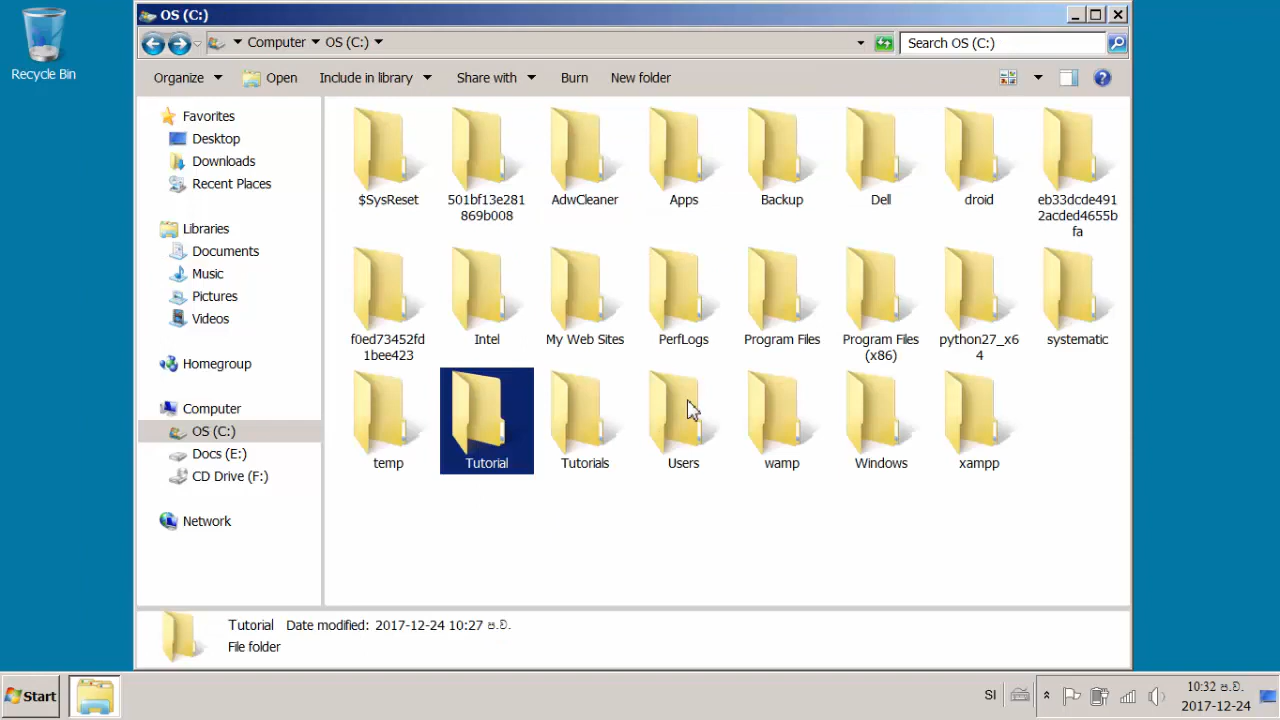 Recycle Bin
OS (C:)
Computer OS (C:)
Search OS (C:)
Organize Open Include in library Share with Burn New folder
Favorites
Desktop
Downloads
Recent Places
Libraries
Documents
Music
Pictures
Videos
Homegroup
Computer
OS (C:)
Docs (E:)
CD Drive (F:)
Network
$SysReset
501bf13e281
869b008
AdwCleaner
Apps
Backup
Dell
droid
eb33dcde491
2acded4655b
fa
f0ed73452fd
1bee423
Intel
My Web Sites
PerfLogs
Program Files
Program Files
(x86)
python27_x6
4
systematic
temp
Tutorial
Tutorials
Users
wamp
Windows
xampp
Tutorial Date modified: 2017-12-24 10:27 ප.ව.
File folder
Start
SI
10:32 ප.ව.
2017-12-24